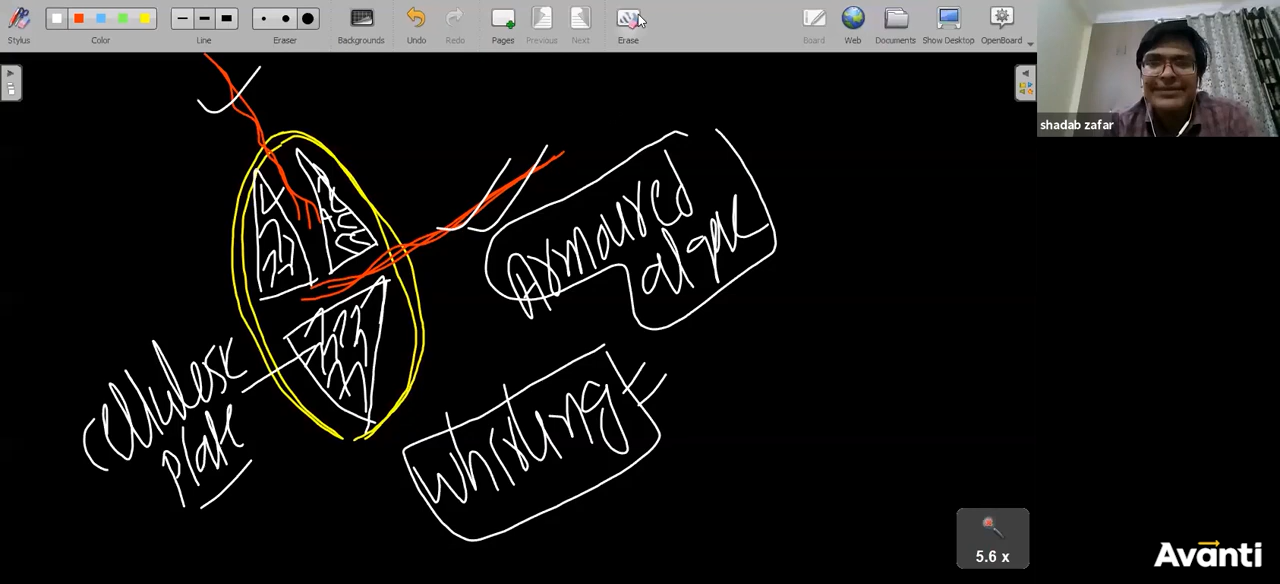 Stylus
Color
Line
Eraser
Backgrounds
Undo
Redo
Pages
Previous
Next
Erase
Board
Web
Documents
Show Desktop
OpenBoard
shadab zafar
Armoured
algae
cellulose
plate
whirling
5.6 x
Avanti